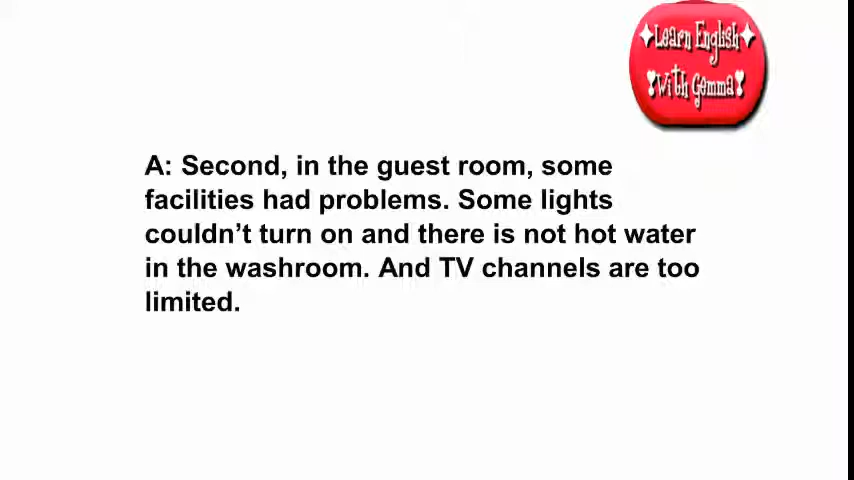 Learn English
With Gemma
A: Second, in the guest room, some
facilities had problems. Some lights
couldn’t turn on and there is not hot water
in the washroom. And TV channels are too
limited.